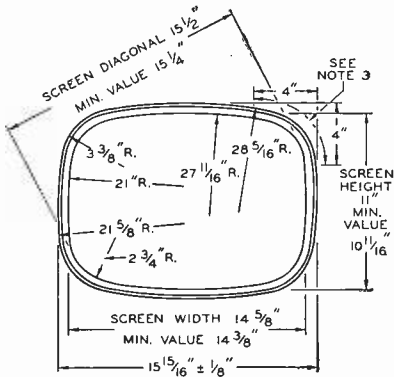 SCREEN DIAGONAL 15 1/2"
MIN. VALUE 15 1/4"
4"
SEE
NOTE 3
4"
3 3/8" R.
28 5/16" R.
27 11/16" R.
21" R.
SCREEN
HEIGHT
11"
MIN.
VALUE
10 11/16"
21 5/8" R.
2 3/4" R.
SCREEN WIDTH 14 5/8"
MIN. VALUE 14 3/8"
15 15/16" ± 1/8"